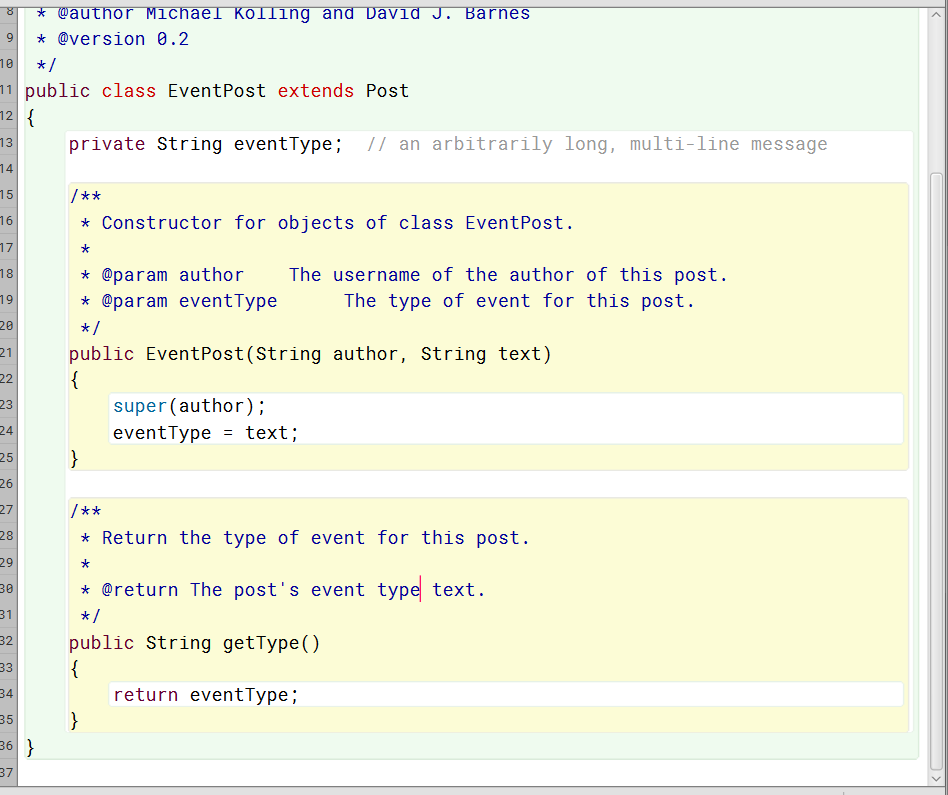 8 * @author Michael Kölling and David J. Barnes
9 * @version 0.2
10 */
11 public class EventPost extends Post
12 {
13 private String eventType; // an arbitrarily long, multi-line message
14
15 /**
16 * Constructor for objects of class EventPost.
17 *
18 * @param author The username of the author of this post.
19 * @param eventType The type of event for this post.
20 */
21 public EventPost(String author, String text)
22 {
23 super(author);
24 eventType = text;
25 }
26
27 /**
28 * Return the type of event for this post.
29 *
30 * @return The post's event type text.
31 */
32 public String getType()
33 {
34 return eventType;
35 }
36 }
37